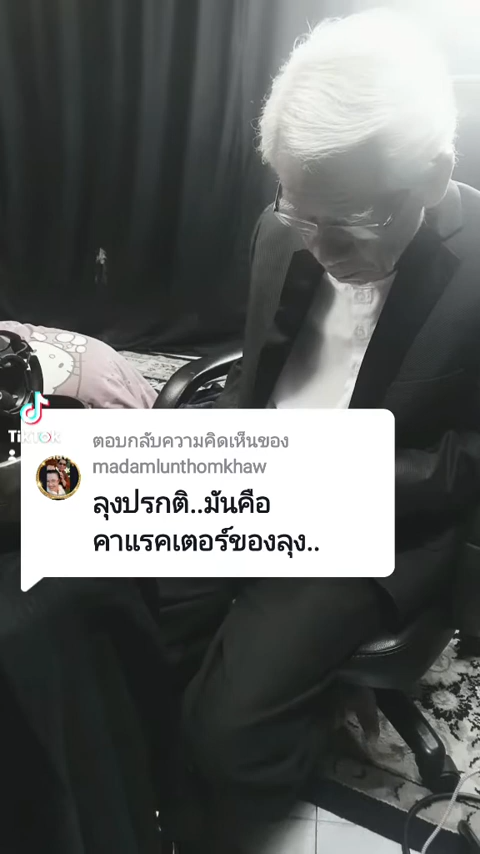 TikTok
ตอบกลับความคิดเห็นของ
madamlunthomkhaw
ลุงปรกติ..มันคือ
คาแรคเตอร์ของลุง..